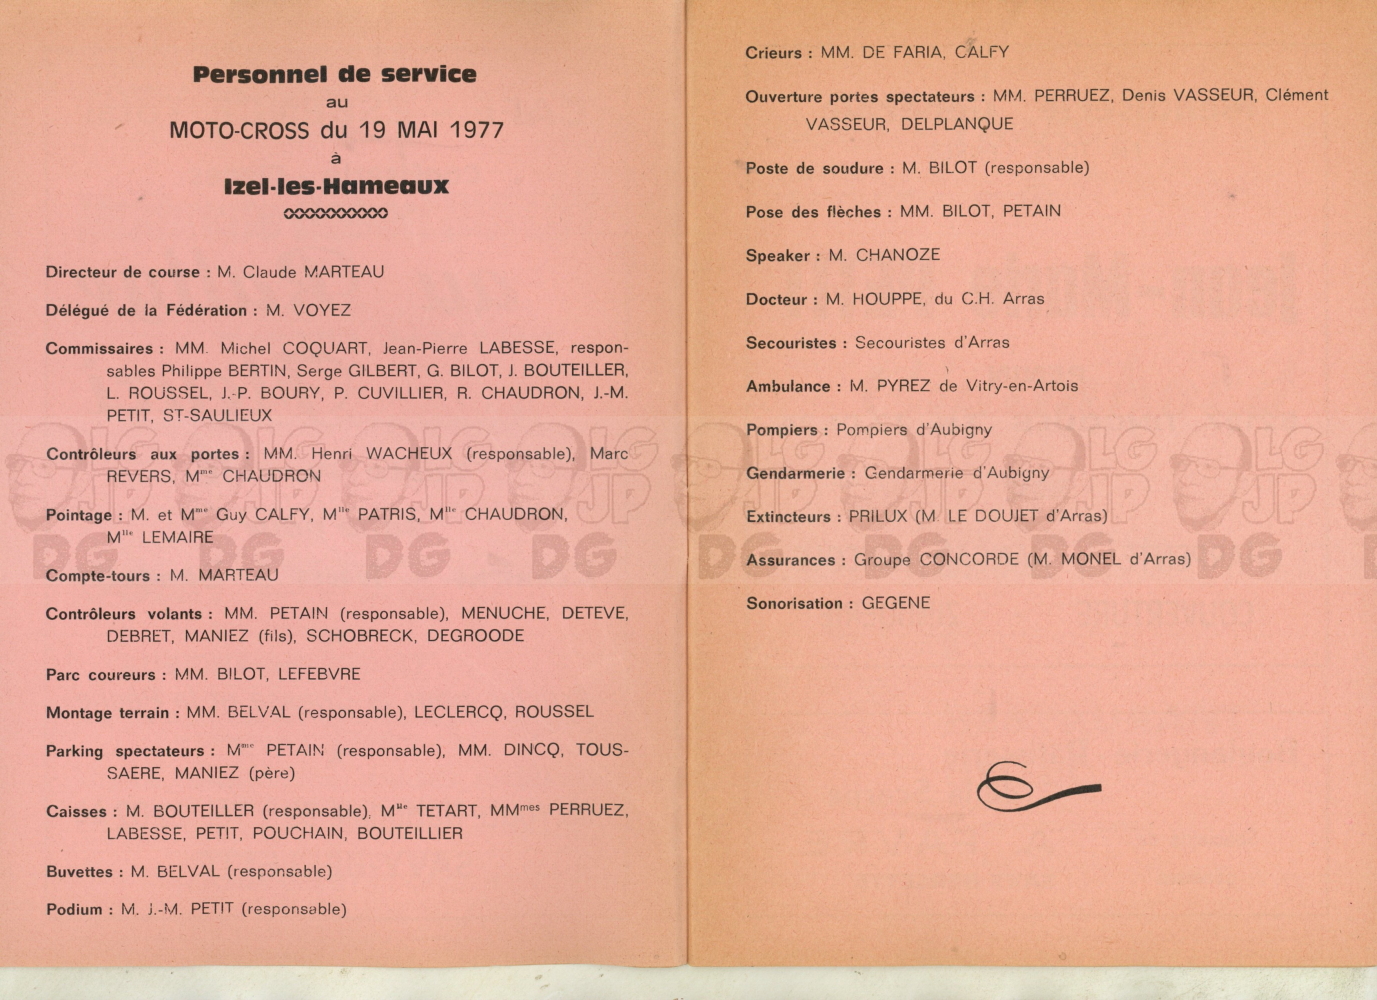 Personnel de service
au
MOTO-CROSS du 19 MAI 1977
à
Izel-les-Hameaux
Directeur de course : M. Claude MARTEAU
Délégué de la Fédération : M. VOYEZ
Commissaires : MM. Michel COQUART, Jean-Pierre LABESSE, respon-
sables Philippe BERTIN, Serge GILBERT, G. BILOT, J. BOUTEILLER,
L. ROUSSEL, J.-P. BOURY, P. CUVILLIER, R. CHAUDRON, J.-M.
PETIT, ST-SAULIEUX
Contrôleurs aux portes : MM. Henri WACHEUX (responsable), Marc
REVERS, Mme CHAUDRON
Pointage : M. et Mme Guy CALFY, Mlle PATRIS, Mlle CHAUDRON,
Mlle LEMAIRE
Compte-tours : M. MARTEAU
Contrôleurs volants : MM. PETAIN (responsable), MENUCHE, DETEVE,
DEBRET, MANIEZ (fils), SCHOBRECK, DEGROODE
Parc coureurs : MM. BILOT, LEFEBVRE
Montage terrain : MM. BELVAL (responsable), LECLERCQ, ROUSSEL
Parking spectateurs : Mme PETAIN (responsable), MM. DINCQ, TOUS-
SAERE, MANIEZ (père)
Caisses : M. BOUTEILLER (responsable), Mlle TETART, MMmes PERRUEZ,
LABESSE, PETIT, POUCHAIN, BOUTEILLIER
Buvettes : M. BELVAL (responsable)
Podium : M. J.-M. PETIT (responsable)
Crieurs : MM. DE FARIA, CALFY
Ouverture portes spectateurs : MM. PERRUEZ, Denis VASSEUR, Clément
VASSEUR, DELPLANQUE
Poste de soudure : M. BILOT (responsable)
Pose des flèches : MM. BILOT, PETAIN
Speaker : M. CHANOZE
Docteur : M. HOUPPE, du C.H. Arras
Secouristes : Secouristes d'Arras
Ambulance : M. PYREZ de Vitry-en-Artois
Pompiers : Pompiers d'Aubigny
Gendarmerie : Gendarmerie d'Aubigny
Extincteurs : PRILUX (M. LE DOUJET d'Arras)
Assurances : Groupe CONCORDE (M. MONEL d'Arras)
Sonorisation : GEGENE
LG JP DG